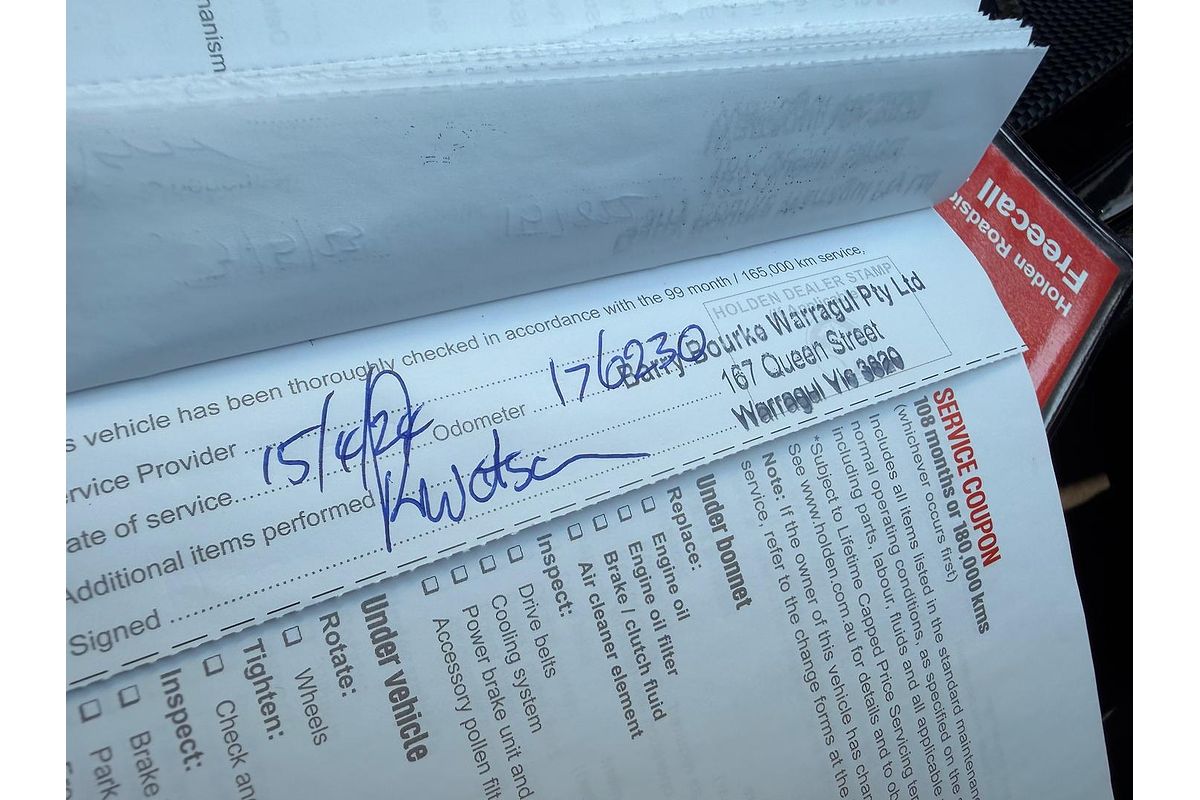 hanism
Holden Roadsi
Freecall
s vehicle has been thoroughly checked in accordance with the 99 month / 165,000 km service,
HOLDEN DEALER STAMP
Barry Bourke Warragul Pty Ltd
167 Queen Street
Warragul Vic 3820
ervice Provider
ate of service 15/4/24 Odometer 176230
Additional items performed
Signed KWatson
SERVICE COUPON
108 months or 180,000 kms
(whichever occurs first)
Includes all items listed in the standard maintenanc
normal operating conditions, as specified on the
including parts, labour, fluids and all applicable
*Subject to Lifetime Capped Price Servicing ter
See www.holden.com.au for details and to ob
Note: If the owner of this vehicle has chan
service, refer to the change forms at the
Under bonnet
Replace:
Engine oil
Engine oil filter
Brake / clutch fluid
Air cleaner element
Inspect:
Drive belts
Cooling system
Power brake unit and
Accessory pollen filt
Under vehicle
Rotate:
Wheels
Tighten:
Check and
Inspect:
Brake
Park